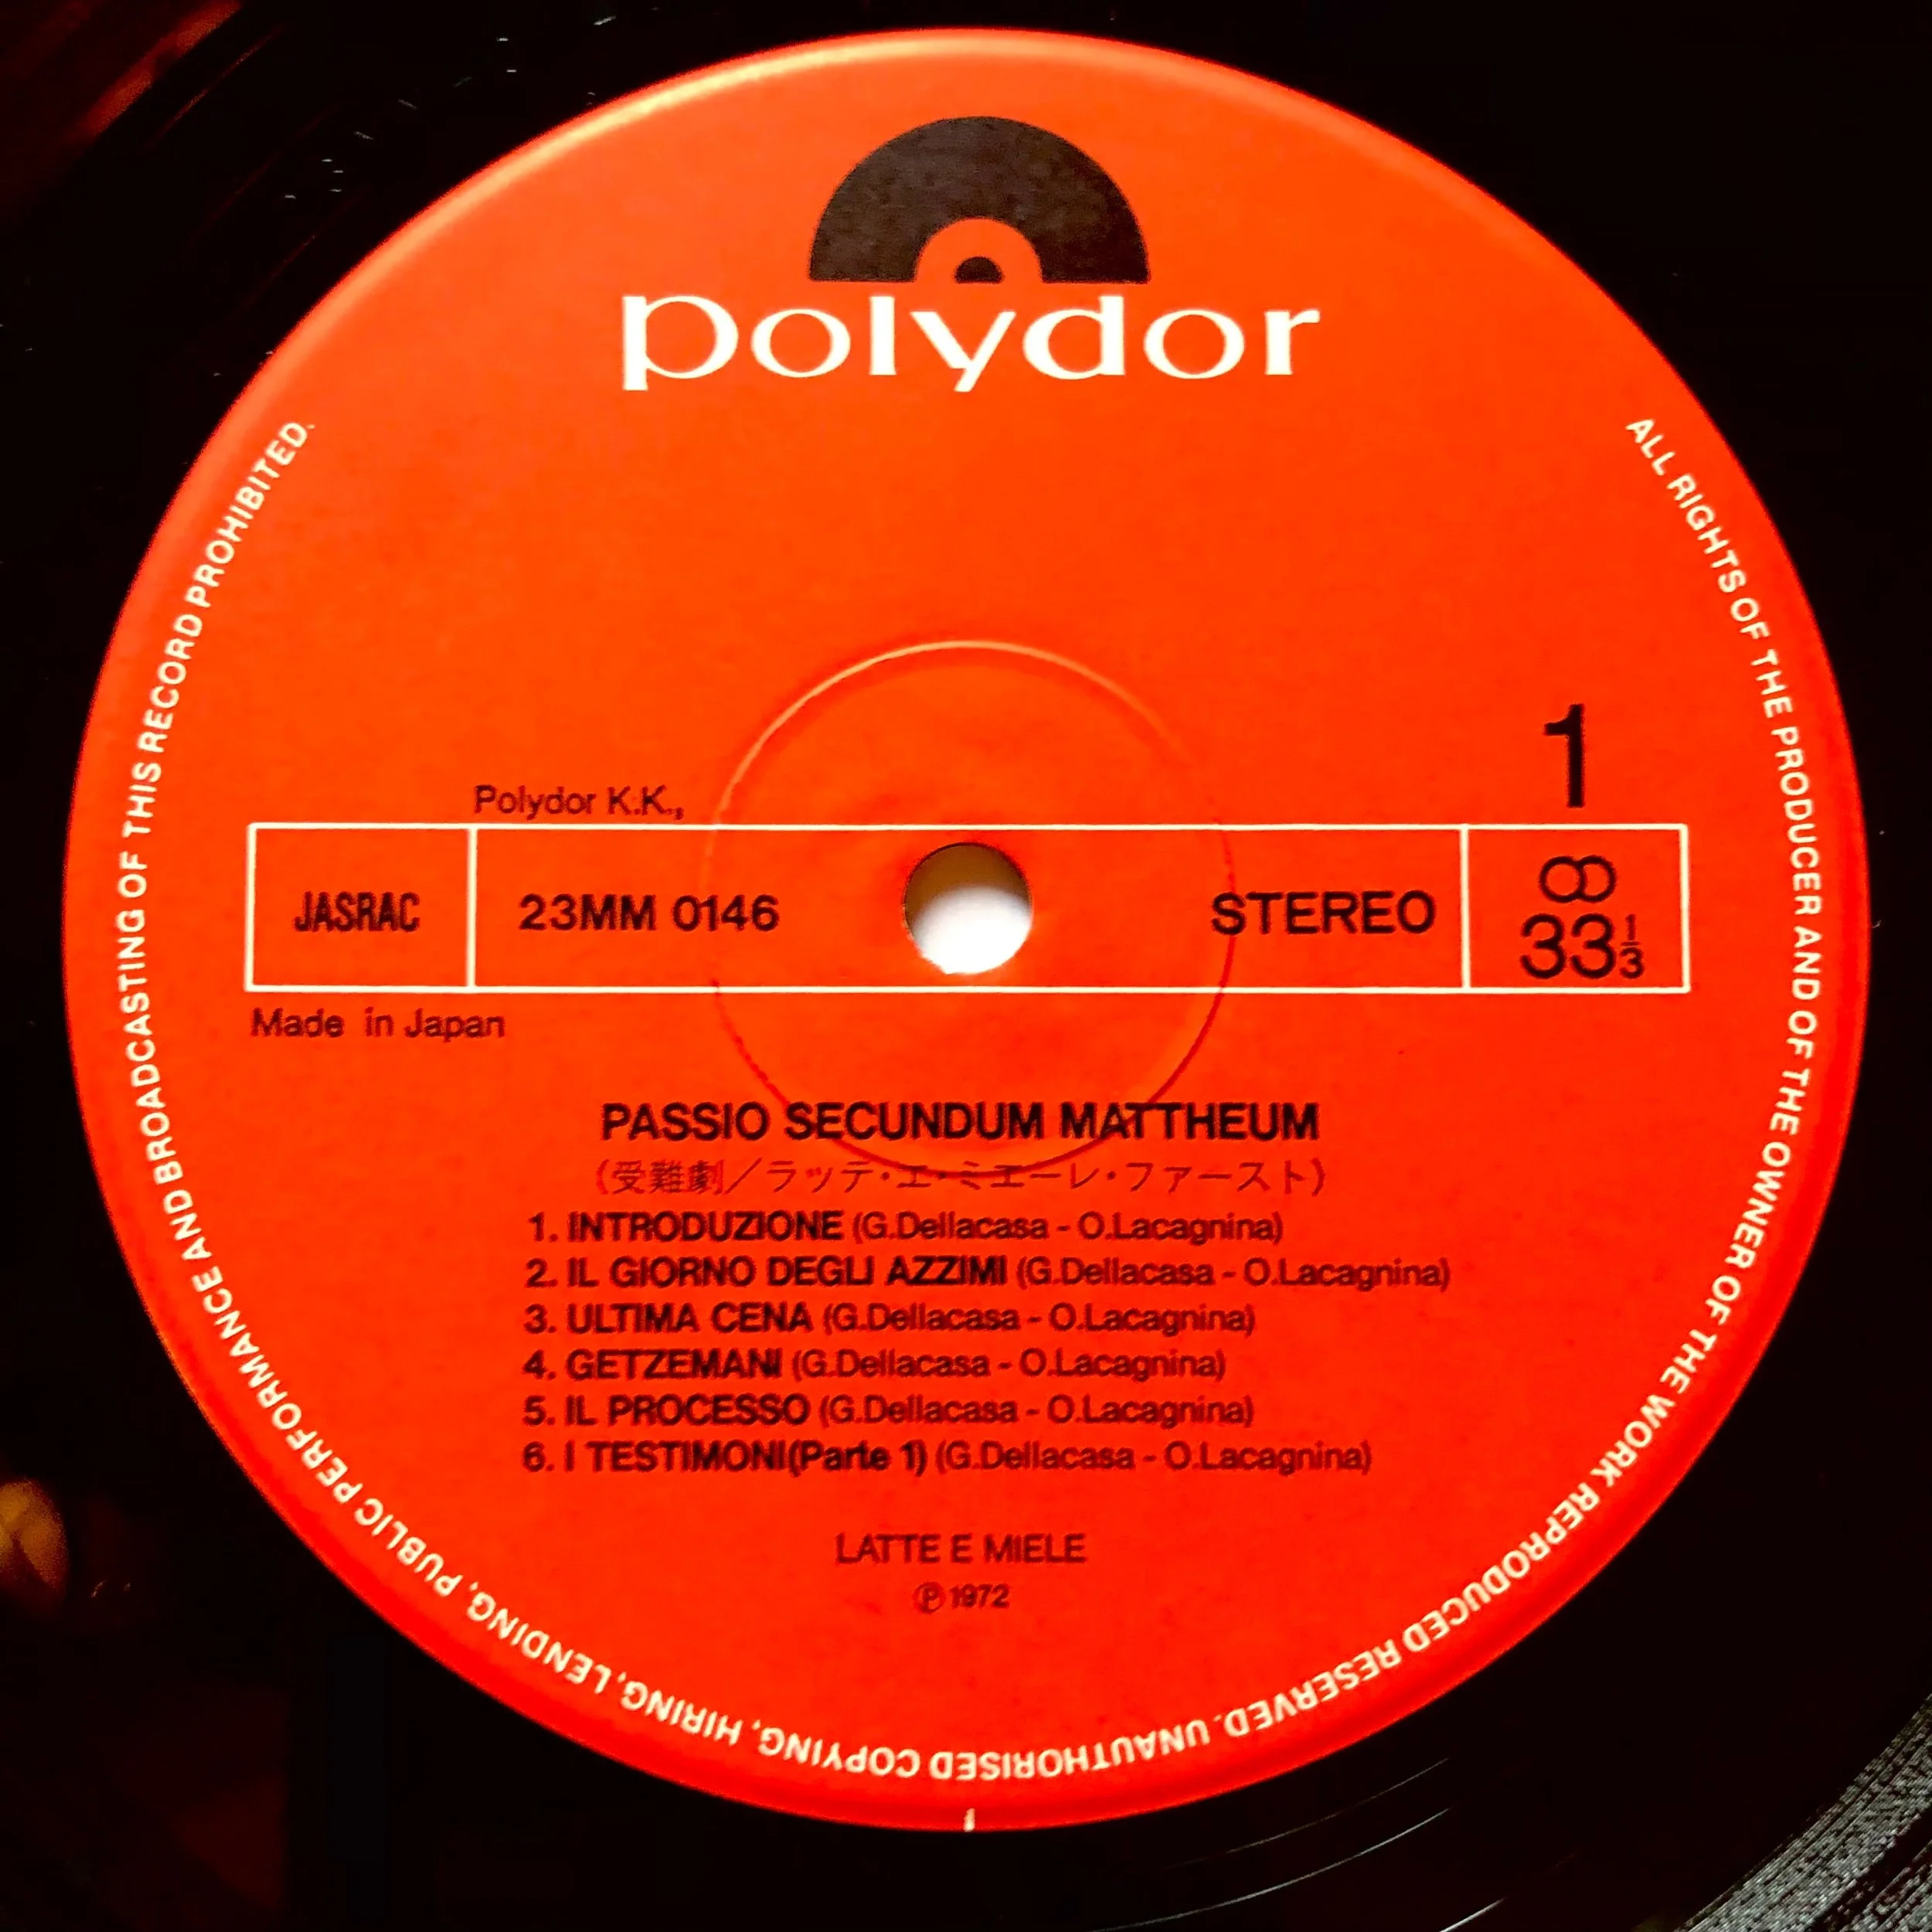 polydor
1
Polydor K.K.,
JASRAC
23MM 0146
STEREO
33 1/3
Made in Japan
PASSIO SECUNDUM MATTHEUM
(受難劇／ラッテ・エ・ミエーレ・ファースト)
1. INTRODUZIONE (G.Dellacasa - O.Lacagnina)
2. IL GIORNO DEGLI AZZIMI (G.Dellacasa - O.Lacagnina)
3. ULTIMA CENA (G.Dellacasa - O.Lacagnina)
4. GETZEMANI (G.Dellacasa - O.Lacagnina)
5. IL PROCESSO (G.Dellacasa - O.Lacagnina)
6. I TESTIMONI(Parte 1) (G.Dellacasa - O.Lacagnina)
LATTE E MIELE
℗1972
ALL RIGHTS OF THE PRODUCER AND OF THE OWNER OF THE WORK REPRODUCED RESERVED. UNAUTHORISED COPYING, HIRING, LENDING, PUBLIC PERFORMANCE AND BROADCASTING OF THIS RECORD PROHIBITED.